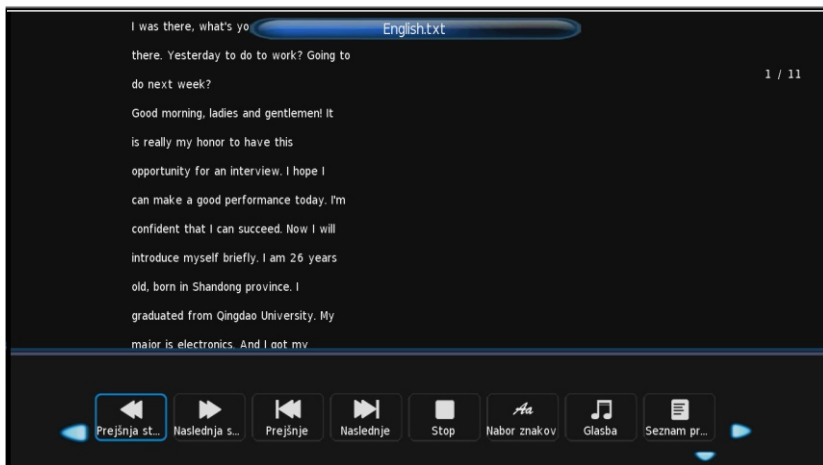 I was there, what's yo
English.txt
there. Yesterday to do to work? Going to
do next week?
1 / 11
Good morning, ladies and gentlemen! It
is really my honor to have this
opportunity for an interview. I hope I
can make a good performance today. I'm
confident that I can succeed. Now I will
introduce myself briefly. I am 26 years
old, born in Shandong province. I
graduated from Qingdao University. My
major is electronics. And I got my
Prejšnja st...
Naslednja s...
Prejšnje
Naslednje
Stop
Aa
Nabor znakov
Glasba
Seznam pr...